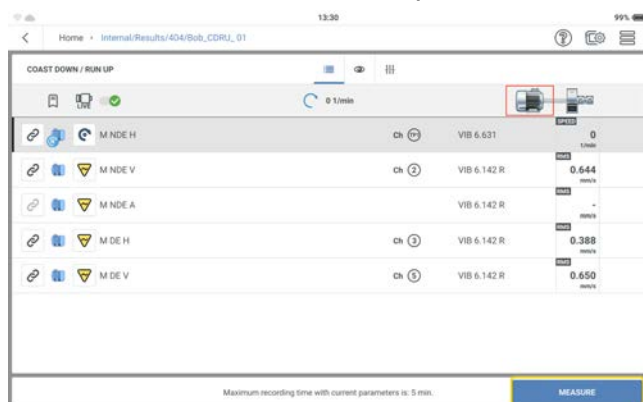 13:30
99%
Home › Internal/Results/404/Bob_CDRU_ 01
COAST DOWN / RUN UP
LIVE
0 1/min
M NDE H Ch VIB 6.631 SPEED 0 1/min
M NDE V Ch 2 VIB 6.142 R RMS 0.644 mm/s
M NDE A VIB 6.142 R RMS - mm/s
M DE H Ch 3 VIB 6.142 R RMS 0.388 mm/s
M DE V Ch 5 VIB 6.142 R RMS 0.650 mm/s
Maximum recording time with current parameters is: 5 min.
MEASURE